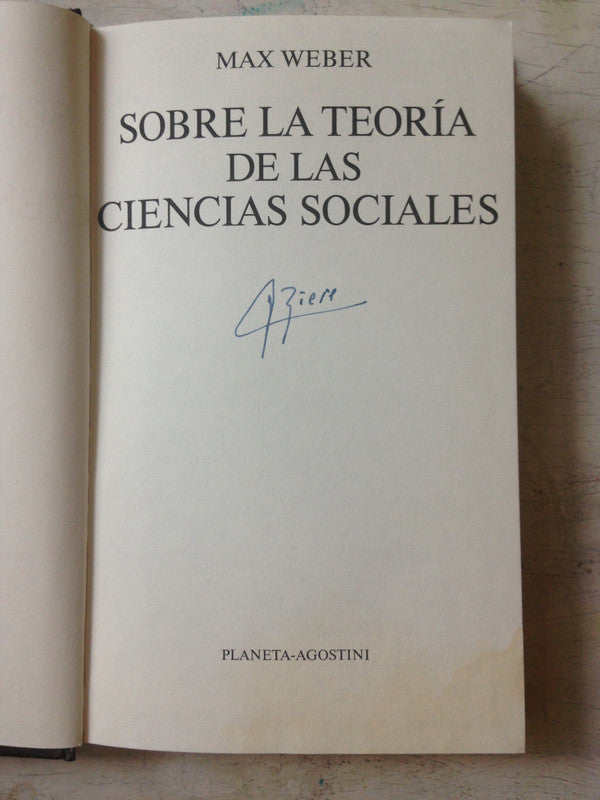 MAX WEBER
SOBRE LA TEORÍA
DE LAS
CIENCIAS SOCIALES
PLANETA-AGOSTINI